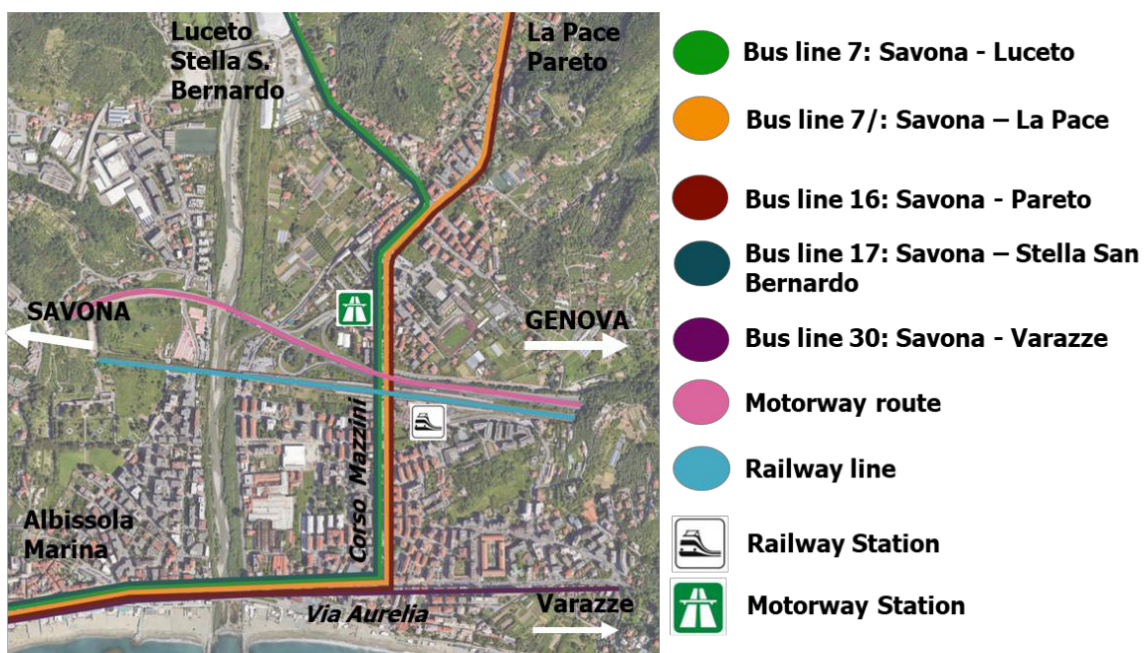 Luceto
Stella S.
Bernardo
La Pace
Pareto
SAVONA
GENOVA
Corso Mazzini
Albissola
Marina
Via Aurelia
Varazze
Bus line 7: Savona - Luceto
Bus line 7/: Savona – La Pace
Bus line 16: Savona - Pareto
Bus line 17: Savona – Stella San
Bernardo
Bus line 30: Savona - Varazze
Motorway route
Railway line
Railway Station
Motorway Station